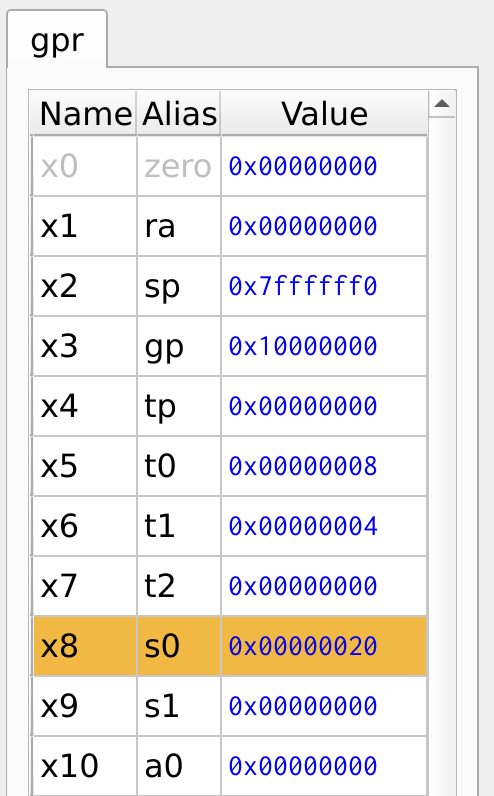 gpr
Name Alias Value
x0 zero 0x00000000
x1 ra 0x00000000
x2 sp 0x7ffffff0
x3 gp 0x10000000
x4 tp 0x00000000
x5 t0 0x00000008
x6 t1 0x00000004
x7 t2 0x00000000
x8 s0 0x00000020
x9 s1 0x00000000
x10 a0 0x00000000